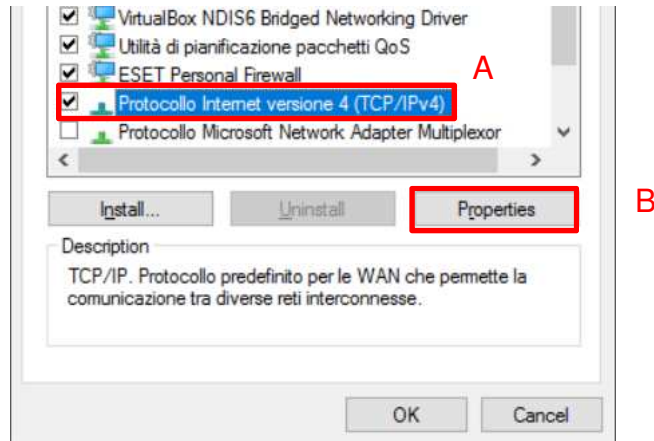 VirtualBox NDIS6 Bridged Networking Driver
Utilità di pianificazione pacchetti QoS
ESET Personal Firewall
A
Protocollo Internet versione 4 (TCP/IPv4)
Protocollo Microsoft Network Adapter Multiplexor
Install...
Uninstall
Properties
B
Description
TCP/IP. Protocollo predefinito per le WAN che permette la
comunicazione tra diverse reti interconnesse.
OK
Cancel